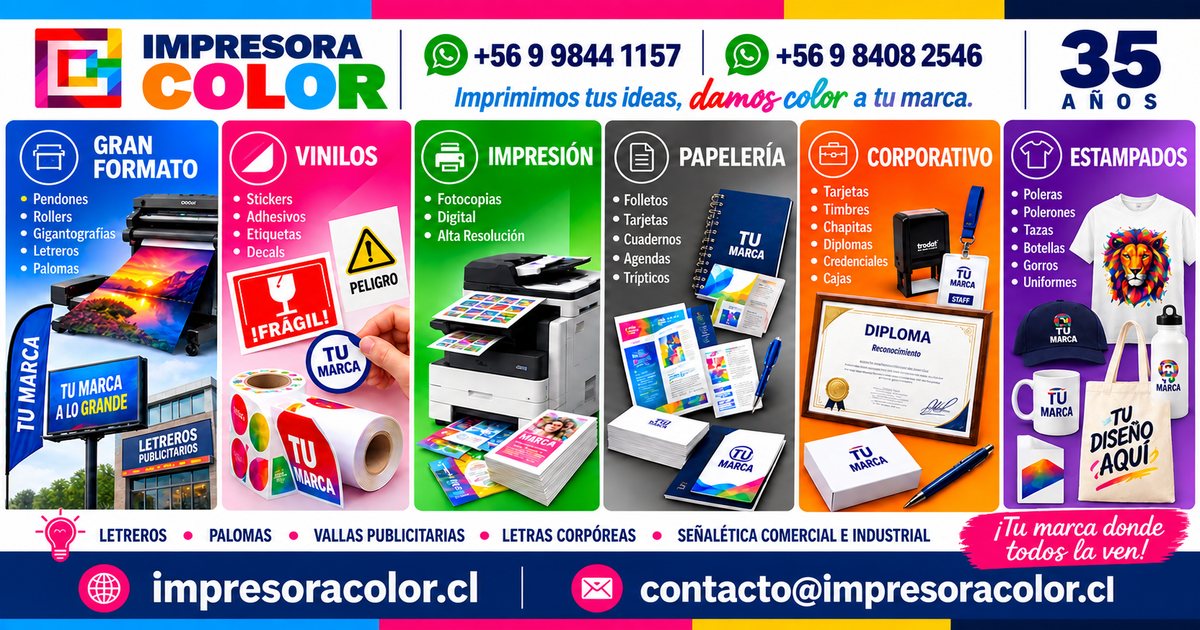 IMPRESORA
COLOR
+56 9 9844 1157
+56 9 8408 2546
Imprimimos tus ideas, damos color a tu marca.
35
AÑOS
GRAN
FORMATO
• Pendones
• Rollers
• Gigantografías
• Letreros
• Palomas
TU MARCA
TU MARCA
A LO GRANDE
LETREROS
PUBLICITARIOS
VINILOS
• Stickers
• Adhesivos
• Etiquetas
• Decals
PELIGRO
¡FRÁGIL!
TU
MARCA
TU
MARCA
IMPRESIÓN
• Fotocopias
• Digital
• Alta Resolución
MARCA
PAPELERÍA
• Folletos
• Tarjetas
• Cuadernos
• Agendas
• Trípticos
TU
MARCA
TU
MARCA
TU
MARCA
CORPORATIVO
• Tarjetas
• Timbres
• Chapitas
• Diplomas
• Credenciales
• Cajas
trodat
TU
MARCA
STAFF
DIPLOMA
Reconocimiento
TU
MARCA
ESTAMPADOS
• Poleras
• Polerones
• Tazas
• Botellas
• Gorros
• Uniformes
TU
MARCA
TU
MARCA
MARCA
TU
DISEÑO
AQUÍ
LETREROS • PALOMAS • VALLAS PUBLICITARIAS • LETRAS CORPÓREAS • SEÑALÉTICA COMERCIAL E INDUSTRIAL
¡Tu marca donde
todos la ven!
impresoracolor.cl
contacto@impresoracolor.cl